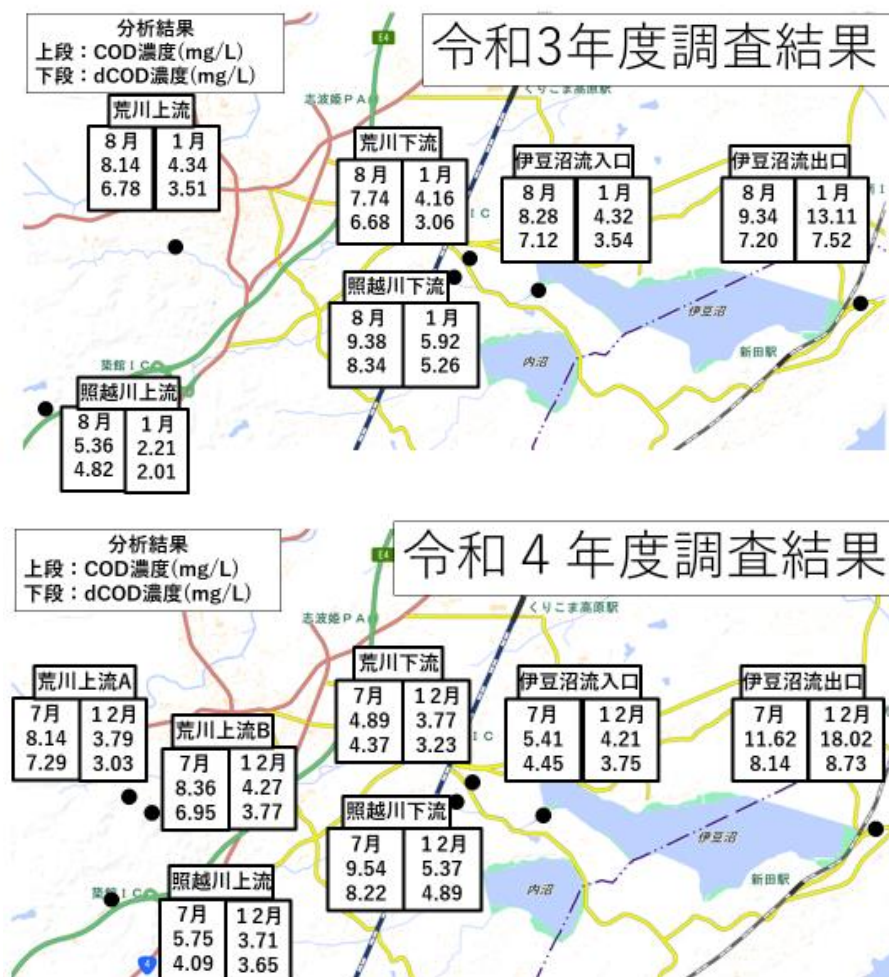 分析結果
上段：COD濃度(mg/L)
下段：dCOD濃度(mg/L)
令和3年度調査結果
E4
くりこま高原駅
志波姫PA
荒川上流
8月 1月
8.14 4.34
6.78 3.51
荒川下流
8月 1月
7.74 4.16
6.68 3.06
IC
伊豆沼流入口
8月 1月
8.28 4.32
7.12 3.54
伊豆沼流出口
8月 1月
9.34 13.11
7.20 7.52
照越川下流
8月 1月
9.38 5.92
8.34 5.26
伊豆沼
内沼
新田駅
築館IC
照越川上流
8月 1月
5.36 2.21
4.82 2.01
分析結果
上段：COD濃度(mg/L)
下段：dCOD濃度(mg/L)
令和４年度調査結果
E4
くりこま高原駅
志波姫PA
荒川上流A
7月 12月
8.14 3.79
7.29 3.03
荒川上流B
7月 12月
8.36 4.27
6.95 3.77
荒川下流
7月 12月
4.89 3.77
4.37 3.23
IC
伊豆沼流入口
7月 12月
5.41 4.21
4.45 3.75
伊豆沼流出口
7月 12月
11.62 18.02
8.14 8.73
照越川下流
7月 12月
9.54 5.37
8.22 4.89
伊豆沼
内沼
新田駅
築館IC
照越川上流
7月 12月
5.75 3.71
4.09 3.65
4